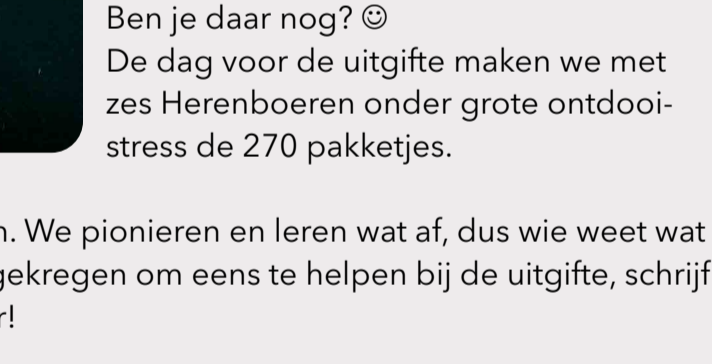 Ben je daar nog? ☺
De dag voor de uitgifte maken we met
zes Herenboeren onder grote ontdooi-
stress de 270 pakketjes.
n. We pionieren en leren wat af, dus wie weet wat
gekregen om eens te helpen bij de uitgifte, schrijf
r!